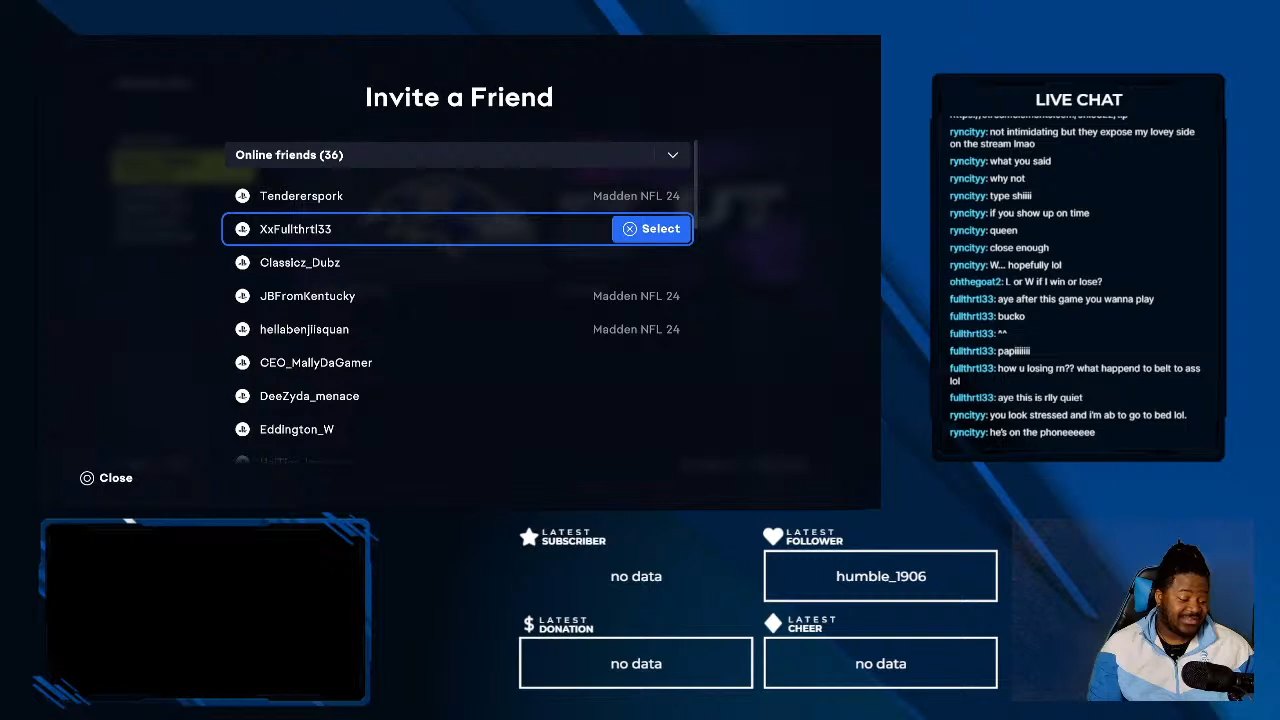 Invite a Friend
Online friends (36)
Tendererspork Madden NFL 24
XxFullthrtl33 Select
Classicz_Dubz
JBFromKentucky Madden NFL 24
hellabenjiisquan Madden NFL 24
CEO_MallyDaGamer
DeeZyda_menace
EddIngton_W
Close
LIVE CHAT
ryncityy: not intimidating but they expose my lovey side
on the stream lmao
ryncityy: what you said
ryncityy: why not
ryncityy: type shiiii
ryncityy: if you show up on time
ryncityy: queen
ryncityy: close enough
ryncityy: W... hopefully lol
ohthegoat2: L or W if I win or lose?
fullthrtl33: aye after this game you wanna play
fullthrtl33: bucko
fullthrtl33: ^^
fullthrtl33: papiiiiiii
fullthrtl33: how u losing rn?? what happend to belt to ass
lol
fullthrtl33: aye this is rlly quiet
ryncityy: you look stressed and i'm ab to go to bed lol.
ryncityy: he's on the phoneeeeee
LATEST
SUBSCRIBER
no data
LATEST
FOLLOWER
humble_1906
LATEST
DONATION
no data
LATEST
CHEER
no data